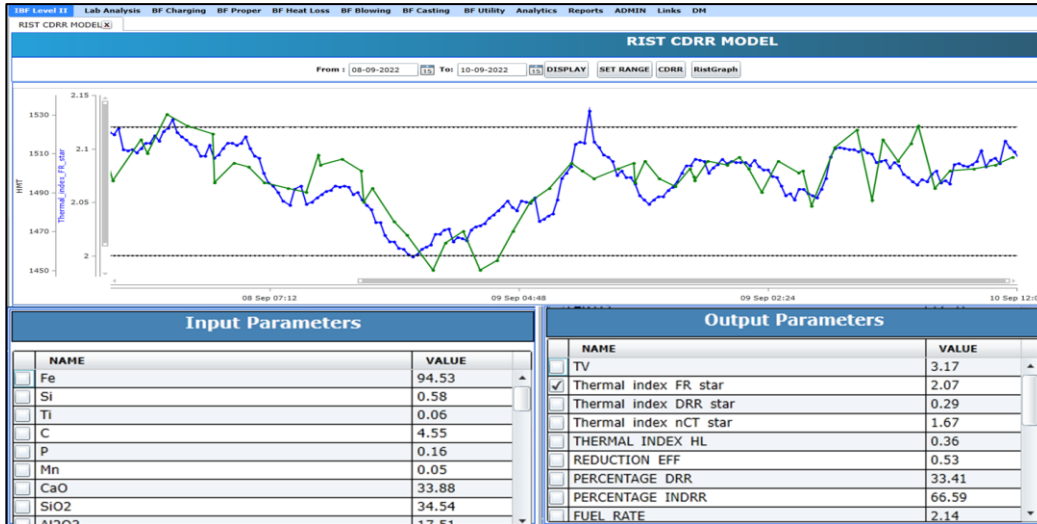 IBF Level II Lab Analysis BF Charging BF Proper BF Heat Loss BF Blowing BF Casting BF Utility Analytics Reports ADMIN Links DM
RIST CDRR MODEL
RIST CDRR MODEL
From : 08-09-2022 15 To: 10-09-2022 15 DISPLAY SET RANGE CDRR RistGraph
2.15
1530
1510
2.1
1490
2.05
1470
2
1450
HMT
Thermal_index_FR_star
08 Sep 07:12 09 Sep 04:48 09 Sep 02:24 10 Sep 12:0
Input Parameters
NAME VALUE
Fe 94.53
Si 0.58
Ti 0.06
C 4.55
P 0.16
Mn 0.05
CaO 33.88
SiO2 34.54
Al2O3 17.51
Output Parameters
NAME VALUE
TV 3.17
Thermal index FR star 2.07
Thermal index DRR star 0.29
Thermal index nCT star 1.67
THERMAL INDEX HL 0.36
REDUCTION EFF 0.53
PERCENTAGE DRR 33.41
PERCENTAGE INDRR 66.59
FUEL RATE 2.14